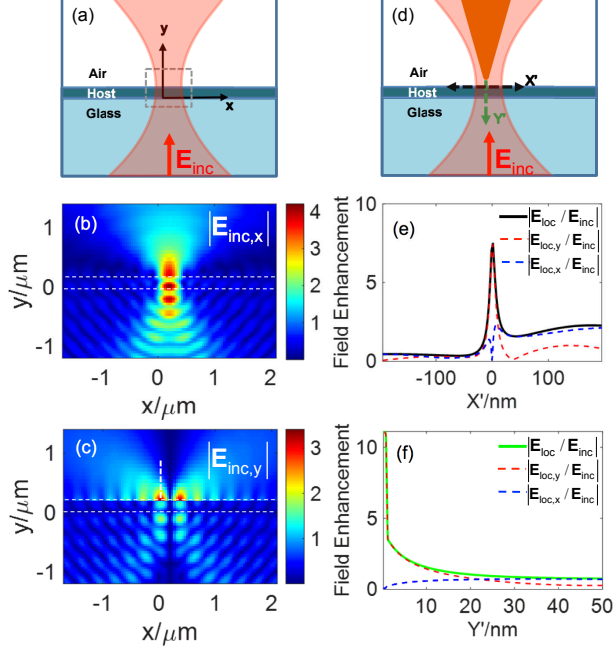 (a)
y
Air
Host
x
Glass
E_inc
(d)
Air
X'
Host
Glass
Y'
E_inc
(b)
|E_inc,x|
y/μm
1
0
-1
4
3
2
1
-1
0
1
2
x/μm
(e)
Field Enhancement
10
5
0
|E_loc / E_inc|
|E_loc,y / E_inc|
|E_loc,x / E_inc|
-100
0
100
X'/nm
(c)
|E_inc,y|
y/μm
1
0
-1
3
2
1
0
-1
0
1
2
x/μm
(f)
Field Enhancement
10
5
0
|E_loc / E_inc|
|E_loc,y / E_inc|
|E_loc,x / E_inc|
10
20
30
40
50
Y'/nm